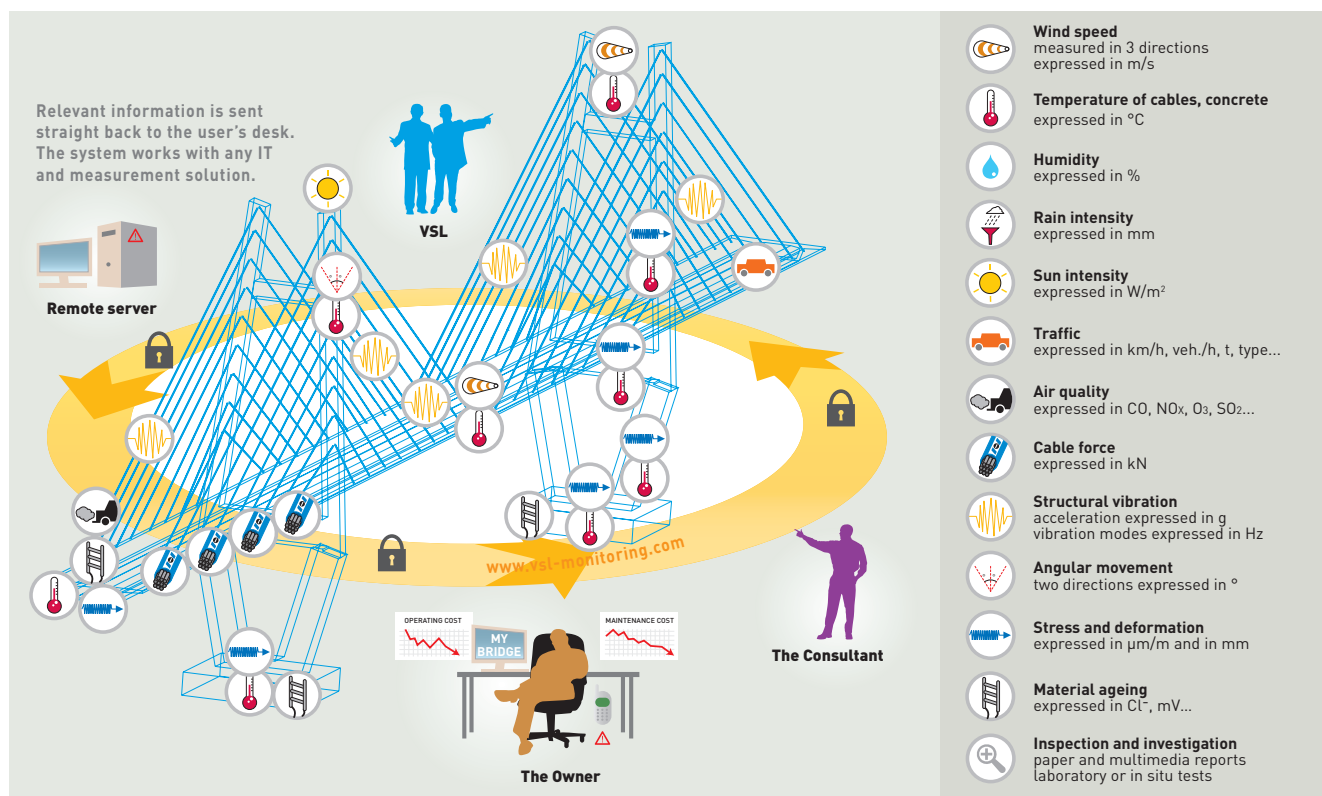 Relevant information is sent
straight back to the user's desk.
The system works with any IT
and measurement solution.
VSL
Remote server
www.vsl-monitoring.com
OPERATING COST
MY
BRIDGE
MAINTENANCE COST
The Consultant
The Owner
Wind speed
measured in 3 directions
expressed in m/s
Temperature of cables, concrete
expressed in °C
Humidity
expressed in %
Rain intensity
expressed in mm
Sun intensity
expressed in W/m²
Traffic
expressed in km/h, veh./h, t, type...
Air quality
expressed in CO, NOx, O3, SO2...
Cable force
expressed in kN
Structural vibration
acceleration expressed in g
vibration modes expressed in Hz
Angular movement
two directions expressed in °
Stress and deformation
expressed in µm/m and in mm
Material ageing
expressed in Cl⁻, mV...
Inspection and investigation
paper and multimedia reports
laboratory or in situ tests